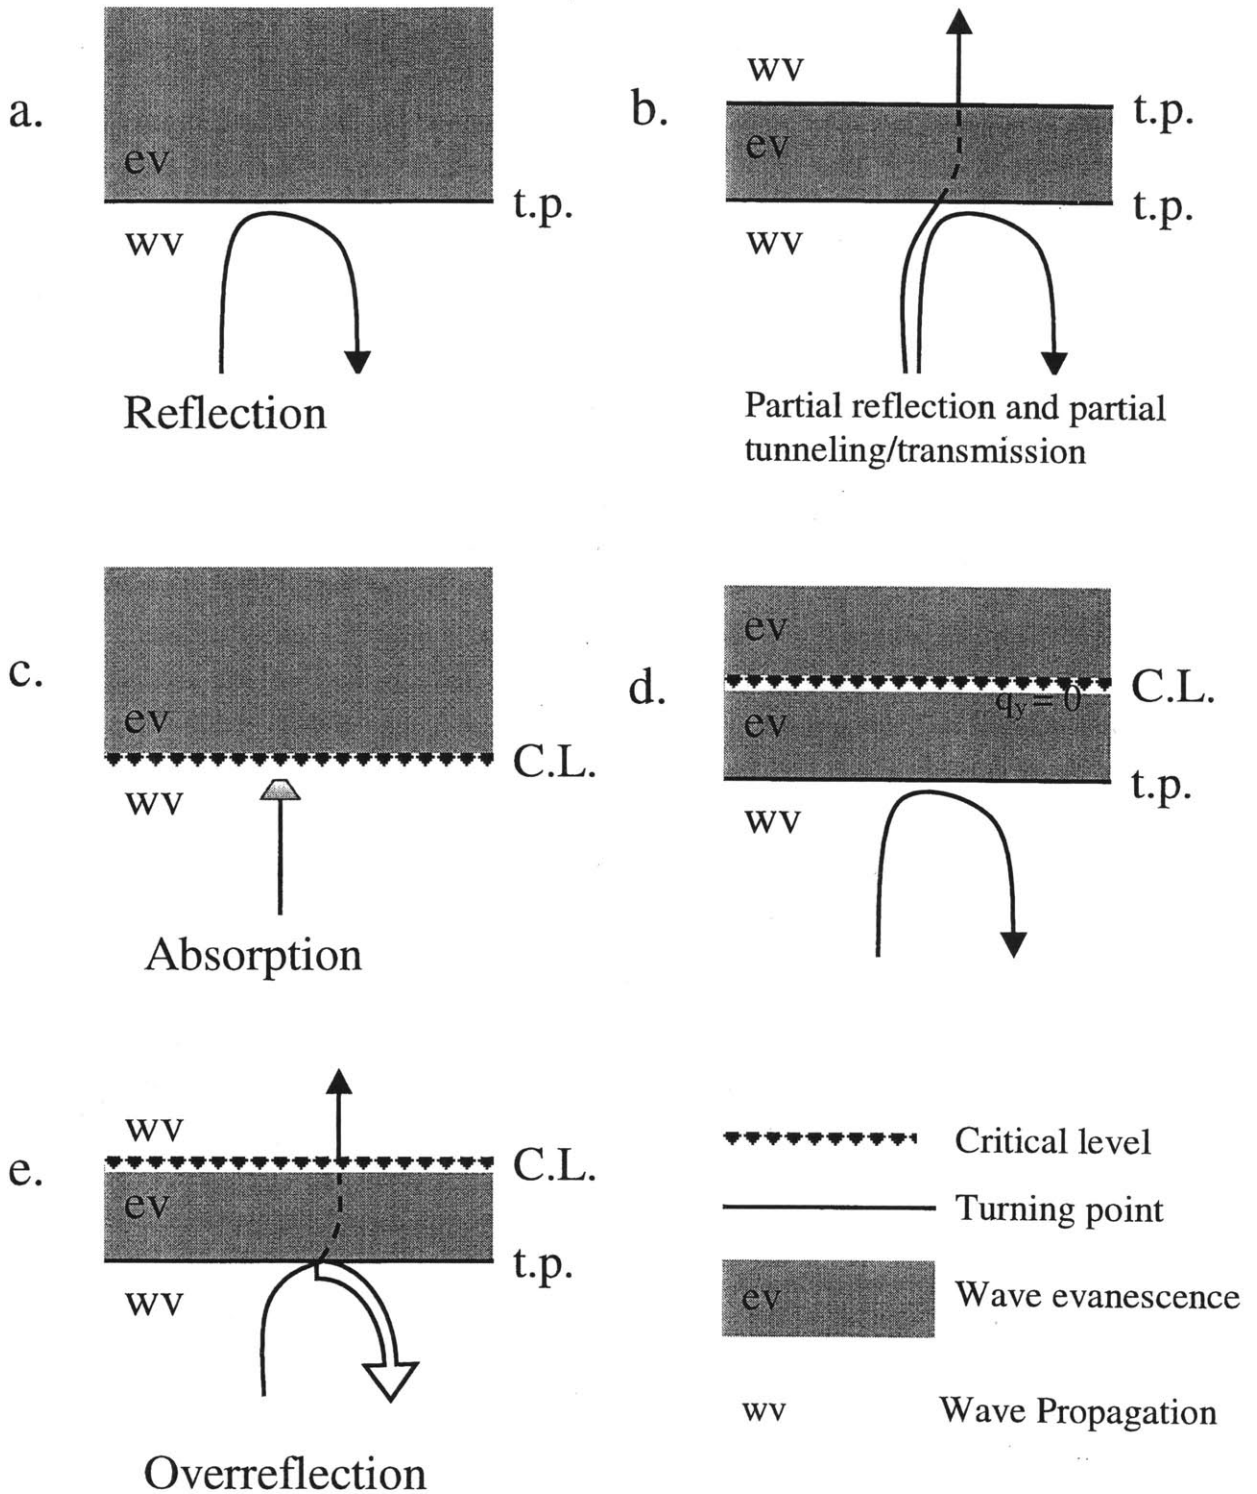 a.
ev
t.p.
wv
Reflection
b.
wv
t.p.
ev
t.p.
wv
Partial reflection and partial
tunneling/transmission
c.
ev
C.L.
wv
Absorption
d.
ev
C.L.
q_y = 0
ev
t.p.
wv
e.
wv
C.L.
ev
t.p.
wv
Overreflection
Critical level
Turning point
ev Wave evanescence
wv Wave Propagation